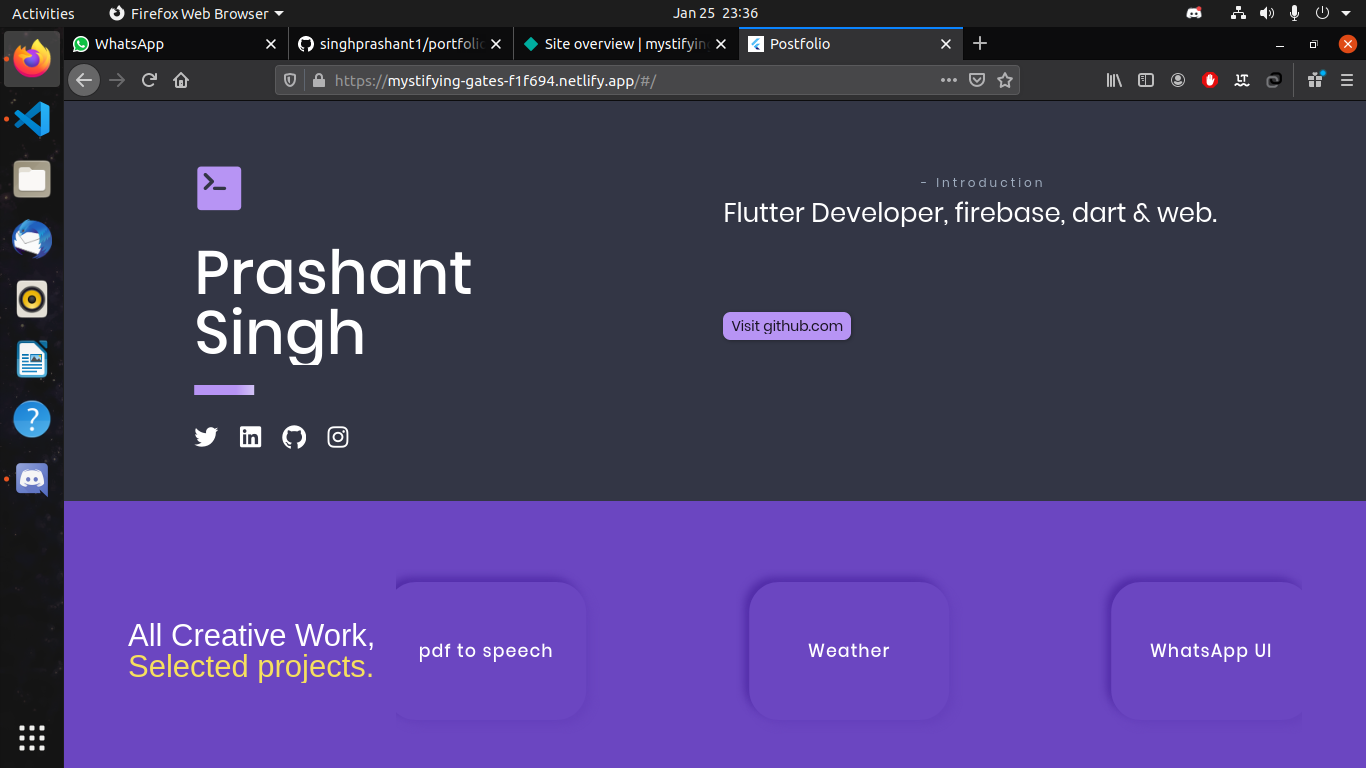 Activities
Firefox Web Browser
Jan 25 23:36
WhatsApp
singhprashant1/portfolio
Site overview | mystifying
Postfolio
https://mystifying-gates-f1f694.netlify.app/#/
- Introduction
Flutter Developer, firebase, dart & web.
Prashant
Singh
Visit github.com
All Creative Work,
Selected projects.
pdf to speech
Weather
WhatsApp UI